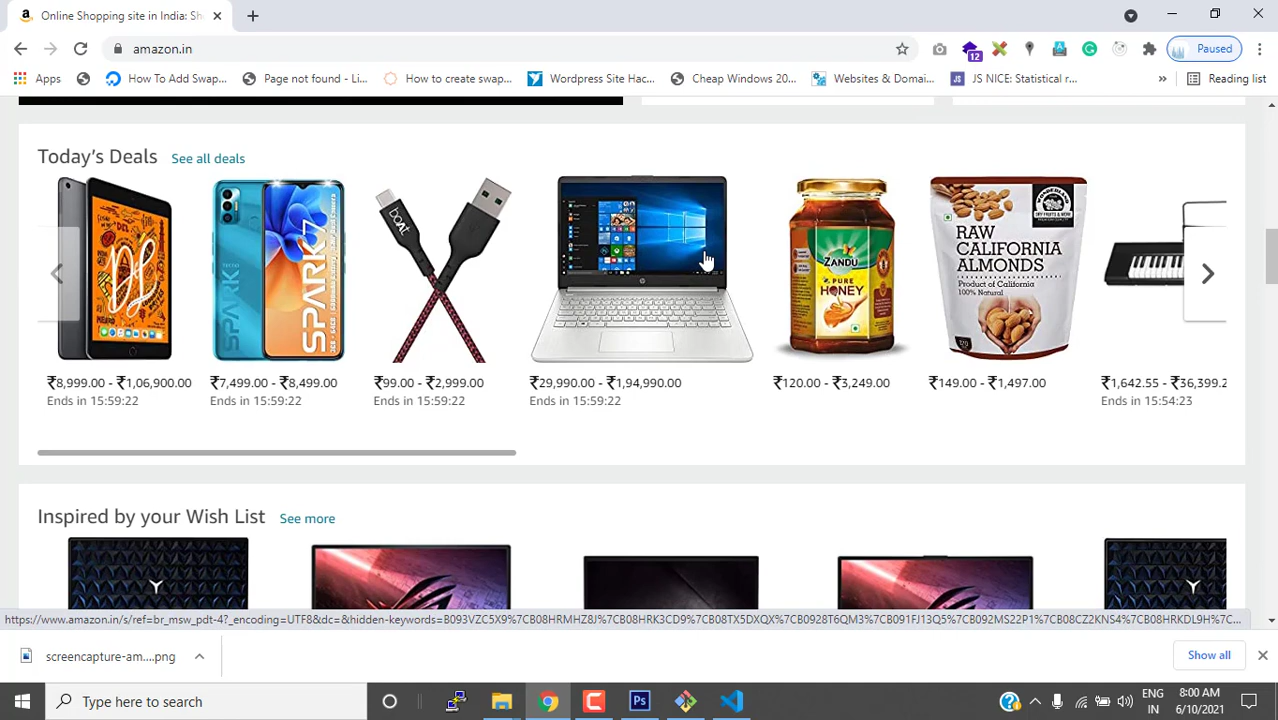 Online Shopping site in India: Sh
amazon.in
12
Paused
Apps
How To Add Swap...
Page not found - Li...
How to create swap...
Wordpress Site Hac...
Cheap Windows 20...
Websites & Domai...
JS NICE: Statistical r...
»
Reading list
Today's Deals See all deals
SPARK
SPARK7
boAt
ZANDU
PURE
HONEY
RAW
CALIFORNIA
ALMONDS
Product of California
100% Natural
₹8,999.00 - ₹1,06,900.00
Ends in 15:59:22
₹7,499.00 - ₹8,499.00
Ends in 15:59:22
₹99.00 - ₹2,999.00
Ends in 15:59:22
₹29,990.00 - ₹1,94,990.00
Ends in 15:59:22
₹120.00 - ₹3,249.00
₹149.00 - ₹1,497.00
₹1,642.55 - ₹36,399.2
Ends in 15:54:23
Inspired by your Wish List See more
https://www.amazon.in/s/ref=br_msw_pdt-4?_encoding=UTF8&dc=&hidden-keywords=B093VZC5X9%7CB08HRMHZ8J%7CB08HRK3CD9%7CB08TX5DXQX%7CB0928T6QM3%7CB091FJ13Q5%7CB092MS22P1%7CB08CZ2KNS4%7CB08HRKDL9H%7C...
screencapture-am....png
Show all
Type here to search
Ps
ENG
IN
8:00 AM
6/10/2021